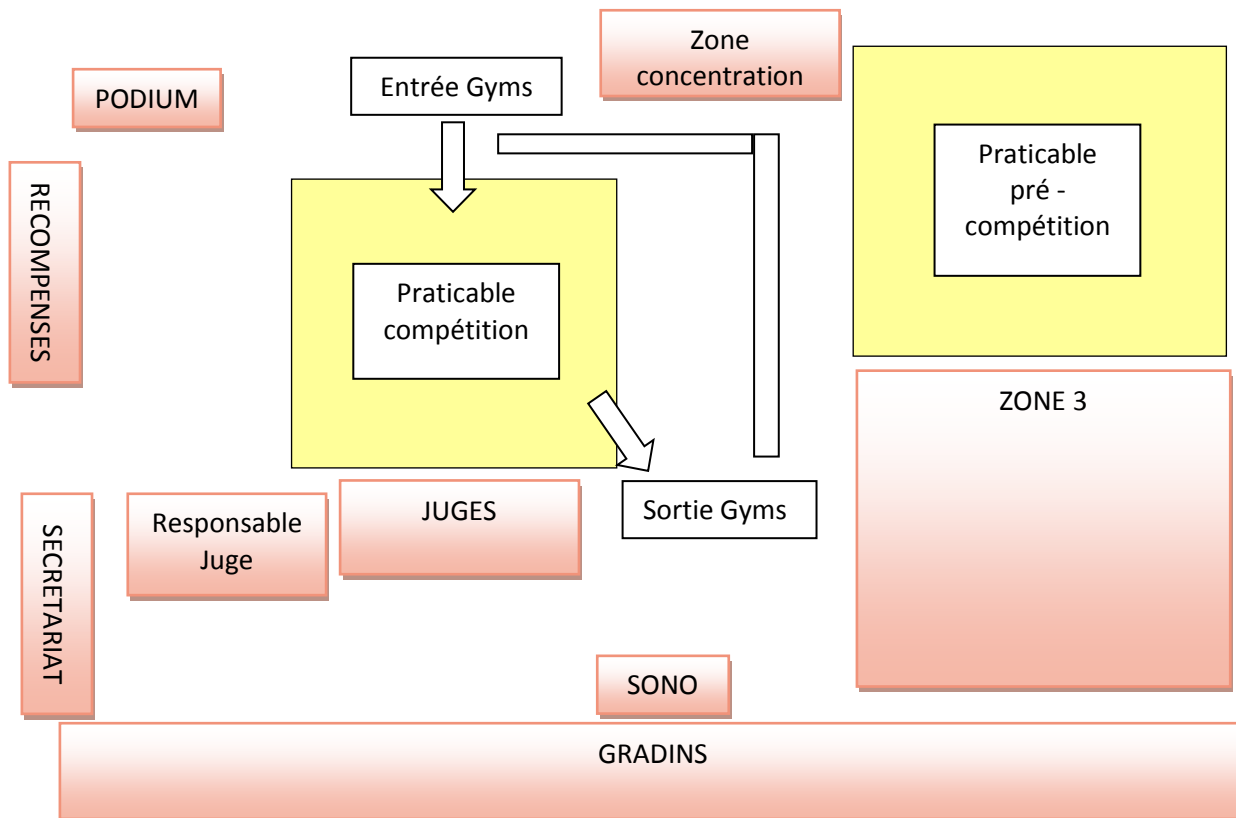 Zone
concentration
PODIUM
Entrée Gyms
Praticable
pré -
compétition
RECOMPENSES
Praticable
compétition
ZONE 3
SECRETARIAT
Responsable
Juge
JUGES
Sortie Gyms
SONO
GRADINS